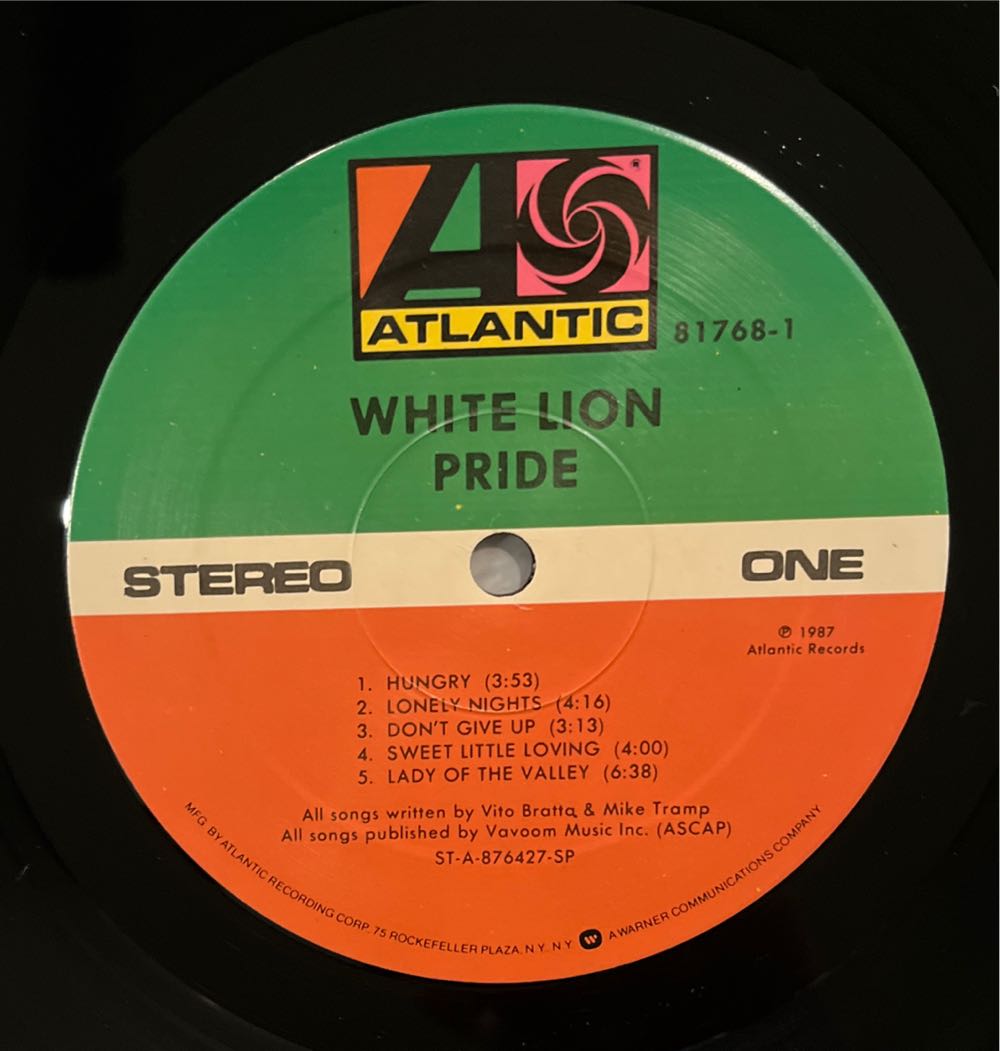 ATLANTIC
81768-1
WHITE LION
PRIDE
STEREO
ONE
℗ 1987
Atlantic Records
1. HUNGRY (3:53)
2. LONELY NIGHTS (4:16)
3. DON'T GIVE UP (3:13)
4. SWEET LITTLE LOVING (4:00)
5. LADY OF THE VALLEY (6:38)
All songs written by Vito Bratta & Mike Tramp
All songs published by Vavoom Music Inc. (ASCAP)
ST-A-876427-SP
MFG. BY ATLANTIC RECORDING CORP. 75 ROCKEFELLER PLAZA, N.Y. N.Y. A WARNER COMMUNICATIONS COMPANY